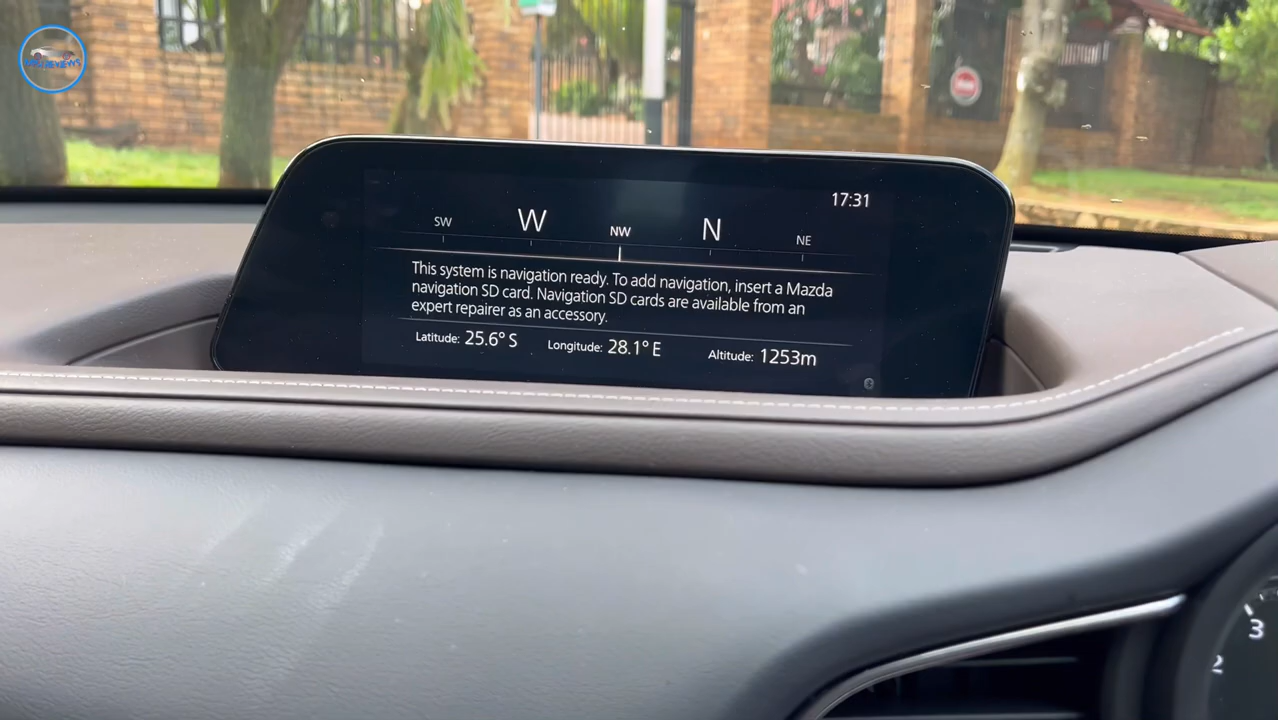 17:31
SW W NW N NE
This system is navigation ready. To add navigation, insert a Mazda
navigation SD card. Navigation SD cards are available from an
expert repairer as an accessory.
Latitude: 25.6° S Longitude: 28.1° E Altitude: 1253m
3
2